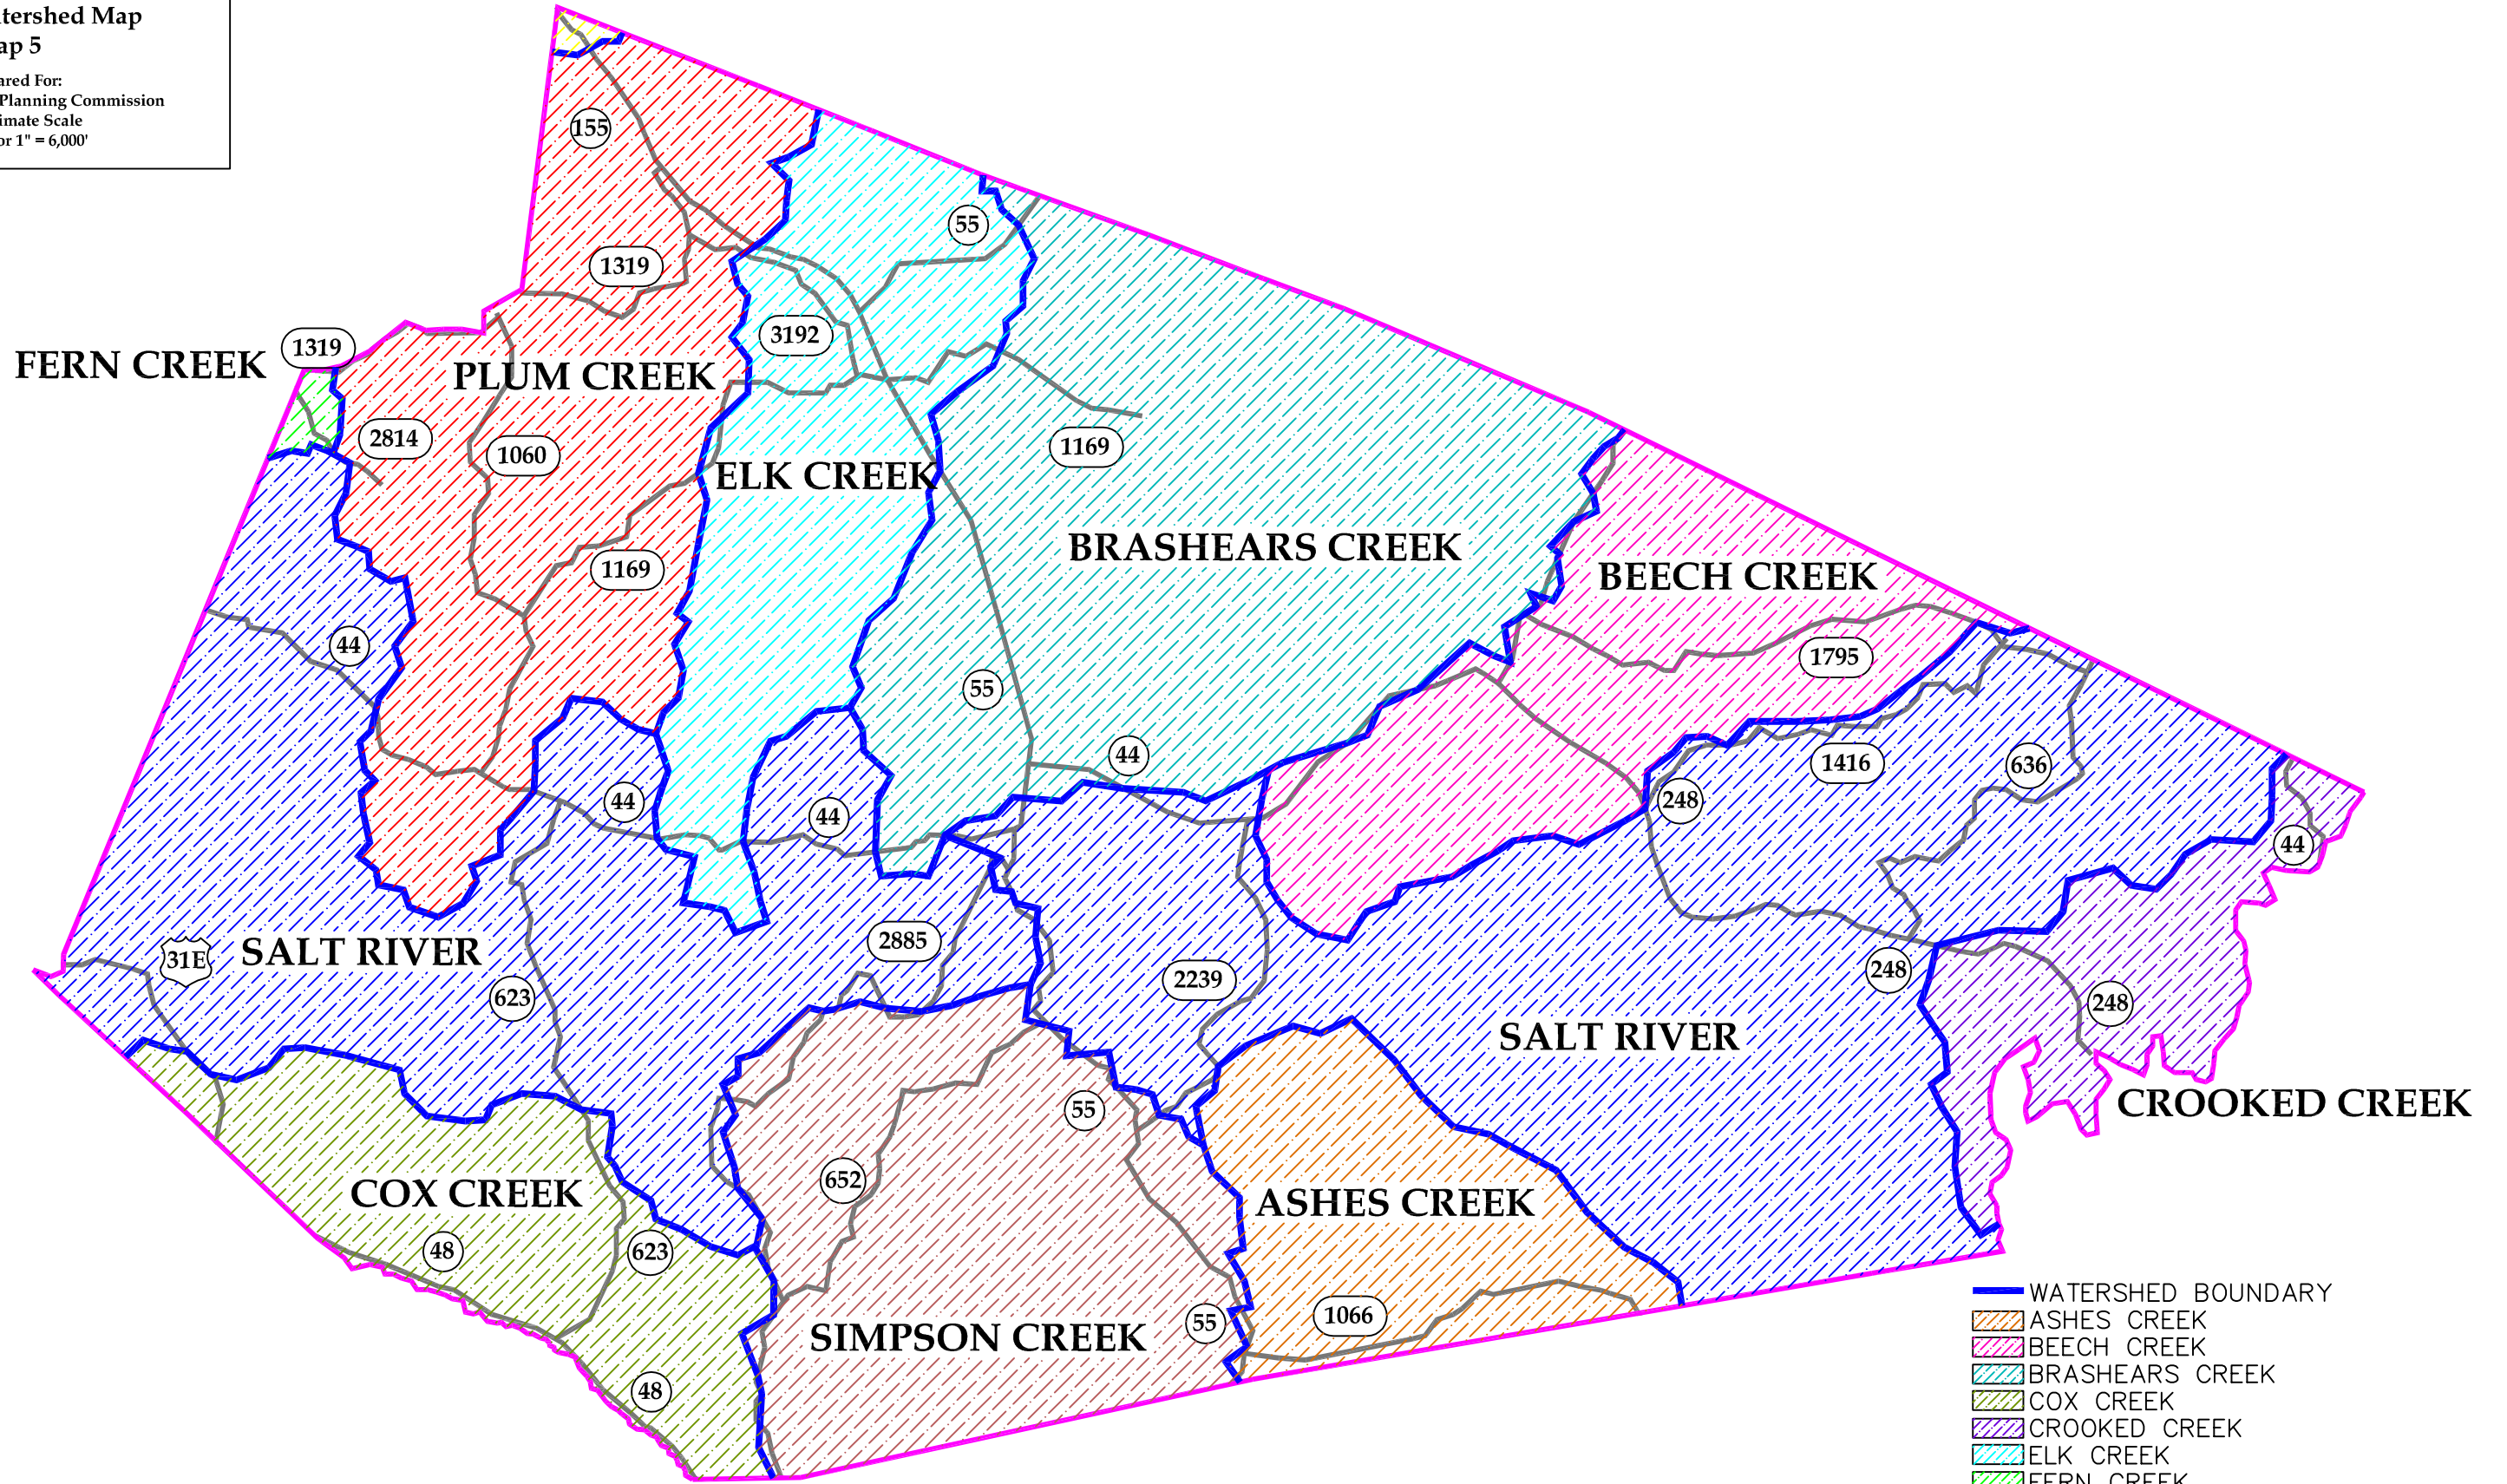 tershed Map
ap 5
ared For:
Planning Commission
imate Scale
or 1" = 6,000'
155
55
1319
3192
1319
FERN CREEK
PLUM CREEK
2814
1060
1169
ELK CREEK
BRASHEARS CREEK
1169
BEECH CREEK
44
1795
55
44
1416
636
44
44
248
44
2885
SALT RIVER
31E
248
2239
623
248
SALT RIVER
CROOKED CREEK
55
652
COX CREEK
ASHES CREEK
48
623
1066
55
SIMPSON CREEK
48
WATERSHED BOUNDARY
ASHES CREEK
BEECH CREEK
BRASHEARS CREEK
COX CREEK
CROOKED CREEK
ELK CREEK
FERN CREEK